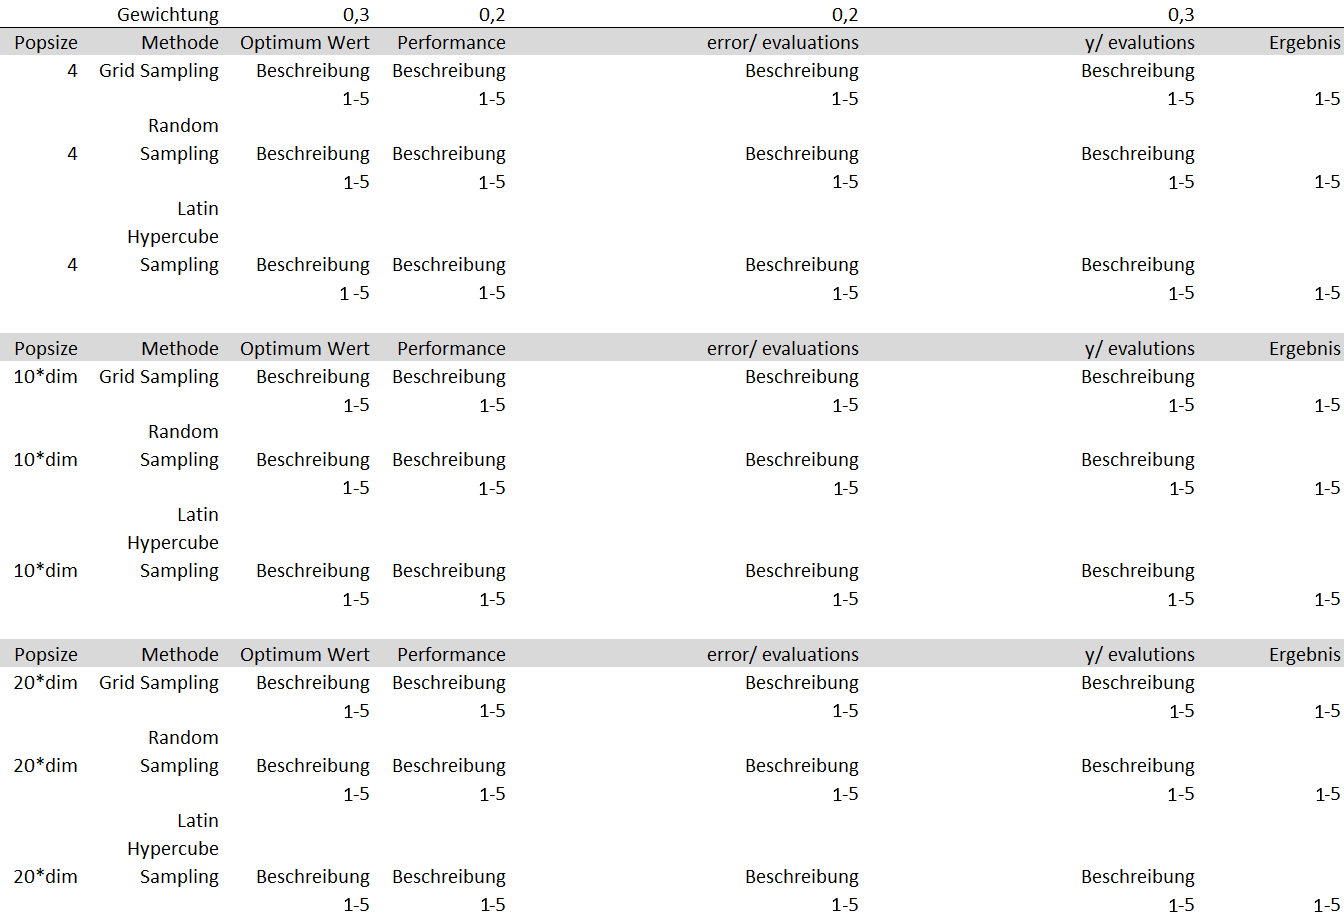 Gewichtung 0,3 0,2 0,2 0,3
Popsize Methode Optimum Wert Performance error/ evaluations y/ evalutions Ergebnis
4 Grid Sampling Beschreibung Beschreibung Beschreibung Beschreibung
1-5 1-5 1-5 1-5 1-5
Random
4 Sampling Beschreibung Beschreibung Beschreibung Beschreibung
1-5 1-5 1-5 1-5 1-5
Latin
Hypercube
4 Sampling Beschreibung Beschreibung Beschreibung Beschreibung
1 -5 1-5 1-5 1-5 1-5
Popsize Methode Optimum Wert Performance error/ evaluations y/ evalutions Ergebnis
10*dim Grid Sampling Beschreibung Beschreibung Beschreibung Beschreibung
1-5 1-5 1-5 1-5 1-5
Random
10*dim Sampling Beschreibung Beschreibung Beschreibung Beschreibung
1-5 1-5 1-5 1-5 1-5
Latin
Hypercube
10*dim Sampling Beschreibung Beschreibung Beschreibung Beschreibung
1-5 1-5 1-5 1-5 1-5
Popsize Methode Optimum Wert Performance error/ evaluations y/ evalutions Ergebnis
20*dim Grid Sampling Beschreibung Beschreibung Beschreibung Beschreibung
1-5 1-5 1-5 1-5 1-5
Random
20*dim Sampling Beschreibung Beschreibung Beschreibung Beschreibung
1-5 1-5 1-5 1-5 1-5
Latin
Hypercube
20*dim Sampling Beschreibung Beschreibung Beschreibung Beschreibung
1-5 1-5 1-5 1-5 1-5